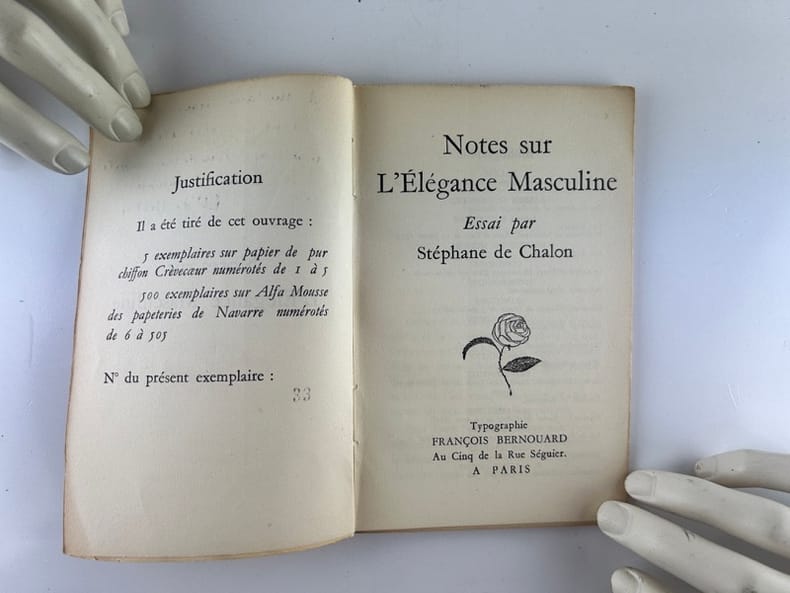 Justification
Il a été tiré de cet ouvrage :
5 exemplaires sur papier de pur
chiffon Crèvecœur numérotés de 1 à 5
500 exemplaires sur Alfa Mousse
des papeteries de Navarre numérotés
de 6 à 505
N° du présent exemplaire :
33
Notes sur
L'Élégance Masculine
Essai par
Stéphane de Chalon
Typographie
FRANÇOIS BERNOUARD
Au Cinq de la Rue Séguier.
A PARIS